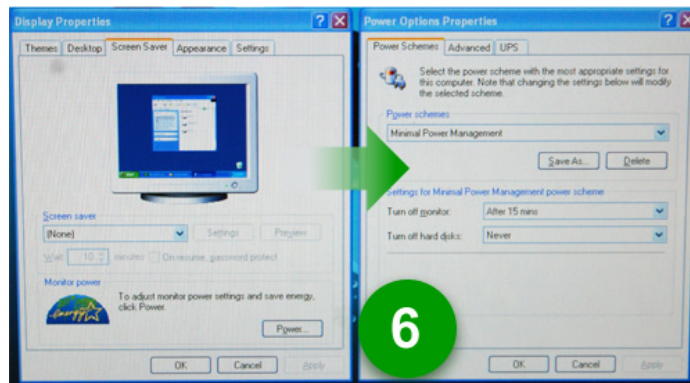 Display Properties
Themes Desktop Screen Saver Appearance Settings
Screen saver
(None)
Settings
Preview
Wait: 10 minutes On resume, password protect
Monitor power
To adjust monitor power settings and save energy,
click Power.
energy
Power...
OK Cancel Apply
Power Options Properties
Power Schemes Advanced UPS
Select the power scheme with the most appropriate settings for
this computer. Note that changing the settings below will modify
the selected scheme.
Power schemes
Minimal Power Management
Save As... Delete
Settings for Minimal Power Management power scheme
Turn off monitor: After 15 mins
Turn off hard disks: Never
6
OK Cancel Apply